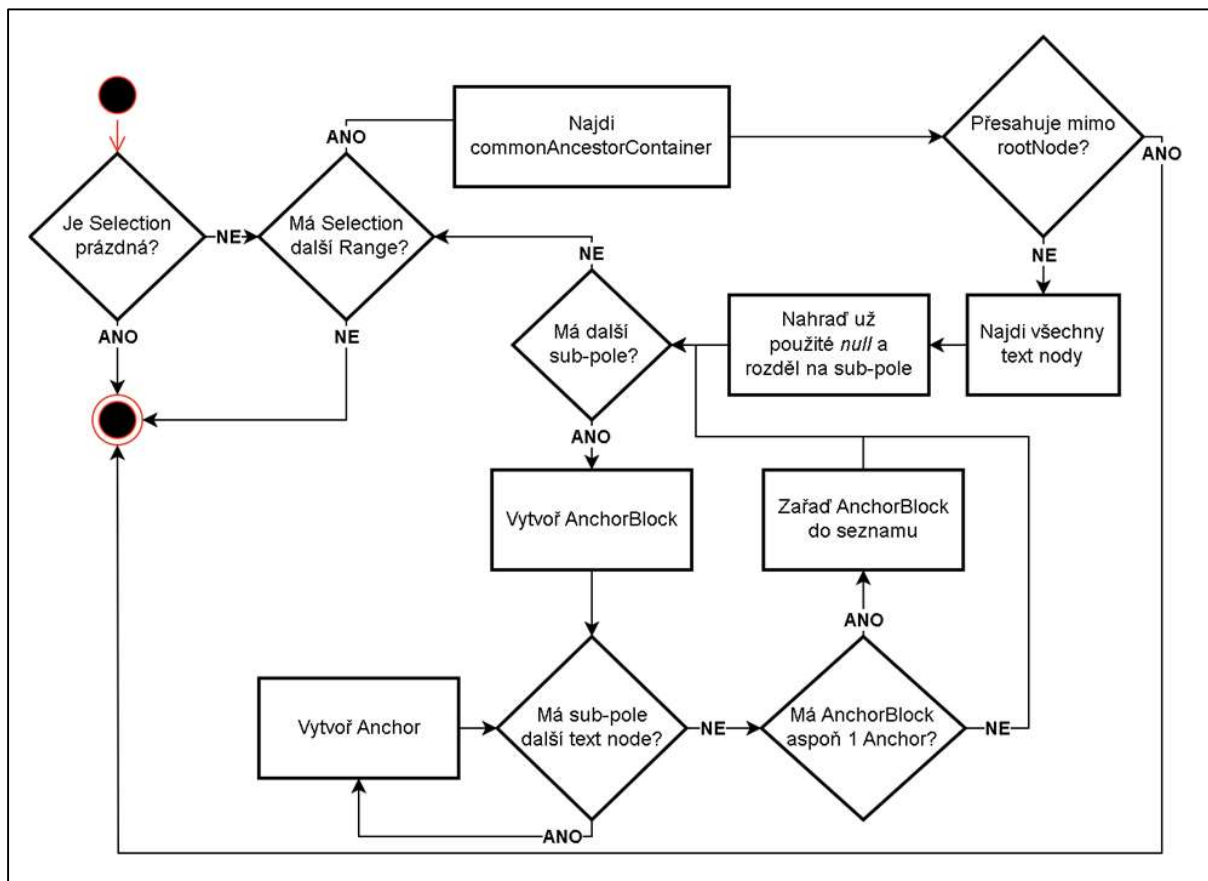 Je Selection
prázdná?
NE
ANO
Má Selection
další Range?
ANO
NE
Najdi
commonAncestorContainer
Přesahuje mimo
rootNode?
ANO
NE
Najdi všechny
text nody
Nahraď už
použité null a
rozděl na sub-pole
Má další
sub-pole?
NE
ANO
Vytvoř AnchorBlock
Má sub-pole
další text node?
ANO
Vytvoř Anchor
NE
Má AnchorBlock
aspoň 1 Anchor?
ANO
NE
Zařaď AnchorBlock
do seznamu